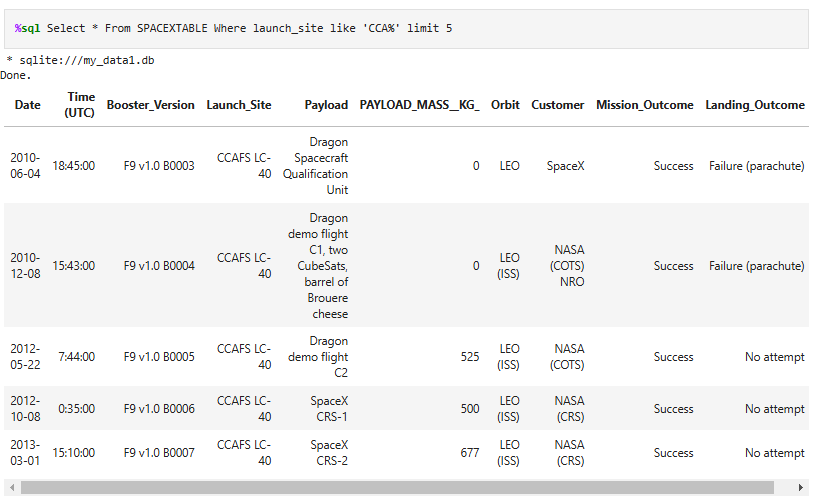 %sql Select * From SPACEXTABLE Where launch_site like 'CCA%' limit 5
* sqlite:///my_data1.db
Done.
Date Time (UTC) Booster_Version Launch_Site Payload PAYLOAD_MASS__KG_ Orbit Customer Mission_Outcome Landing_Outcome
2010-06-04 18:45:00 F9 v1.0 B0003 CCAFS LC-40 Dragon Spacecraft Qualification Unit 0 LEO SpaceX Success Failure (parachute)
2010-12-08 15:43:00 F9 v1.0 B0004 CCAFS LC-40 Dragon demo flight C1, two CubeSats, barrel of Brouere cheese 0 LEO (ISS) NASA (COTS) NRO Success Failure (parachute)
2012-05-22 7:44:00 F9 v1.0 B0005 CCAFS LC-40 Dragon demo flight C2 525 LEO (ISS) NASA (COTS) Success No attempt
2012-10-08 0:35:00 F9 v1.0 B0006 CCAFS LC-40 SpaceX CRS-1 500 LEO (ISS) NASA (CRS) Success No attempt
2013-03-01 15:10:00 F9 v1.0 B0007 CCAFS LC-40 SpaceX CRS-2 677 LEO (ISS) NASA (CRS) Success No attempt